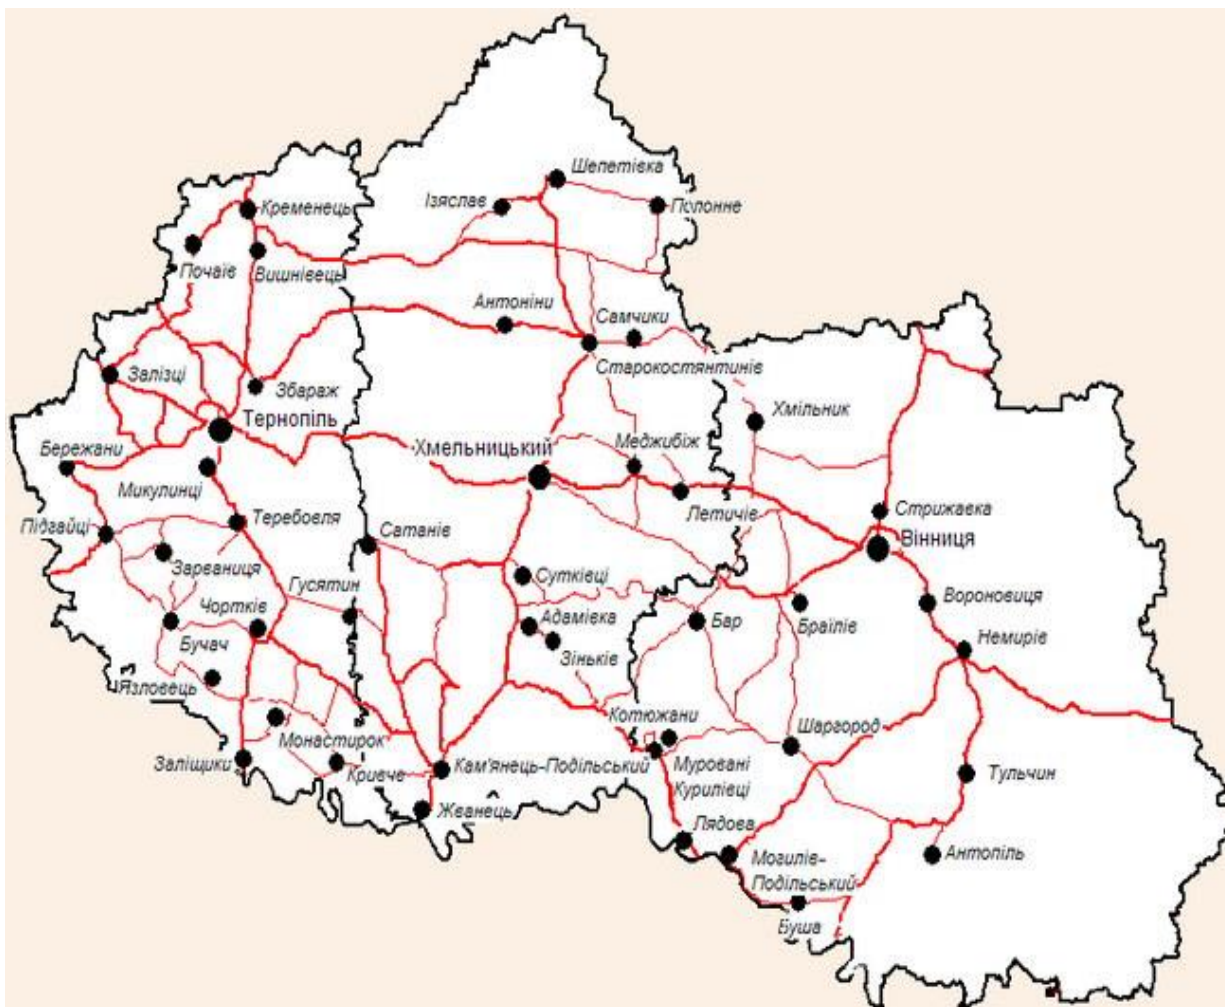 Шепетівка
Ізяслав
Полонне
Кременець
Почаїв
Вишнівець
Антоніни
Самчики
Старокостянтинів
Залізці
Збараж
Тернопіль
Хмільник
Бережани
Хмельницький
Меджибіж
Микулинці
Летичів
Стрижавка
Підгайці
Теребовля
Сатанів
Вінниця
Зарваниця
Гусятин
Сутківці
Вороновиця
Чортків
Адамівка
Бар
Браїлів
Немирів
Бучач
Зіньків
Язловець
Котюжани
Шаргород
Монастирок
Заліщики
Кривче
Кам'янець-Подільський
Муровані
Курилівці
Тульчин
Жванець
Лядова
Могилів-
Подільський
Антопіль
Буша